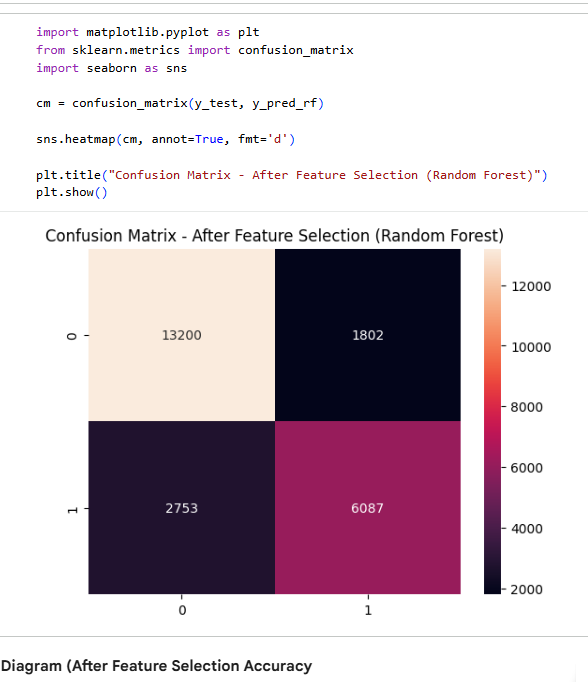 import matplotlib.pyplot as plt
from sklearn.metrics import confusion_matrix
import seaborn as sns
cm = confusion_matrix(y_test, y_pred_rf)
sns.heatmap(cm, annot=True, fmt='d')
plt.title("Confusion Matrix - After Feature Selection (Random Forest)")
plt.show()
Confusion Matrix - After Feature Selection (Random Forest)
12000
0 13200 1802
10000
8000
6000
1 2753 6087
4000
2000
0 1
Diagram (After Feature Selection Accuracy